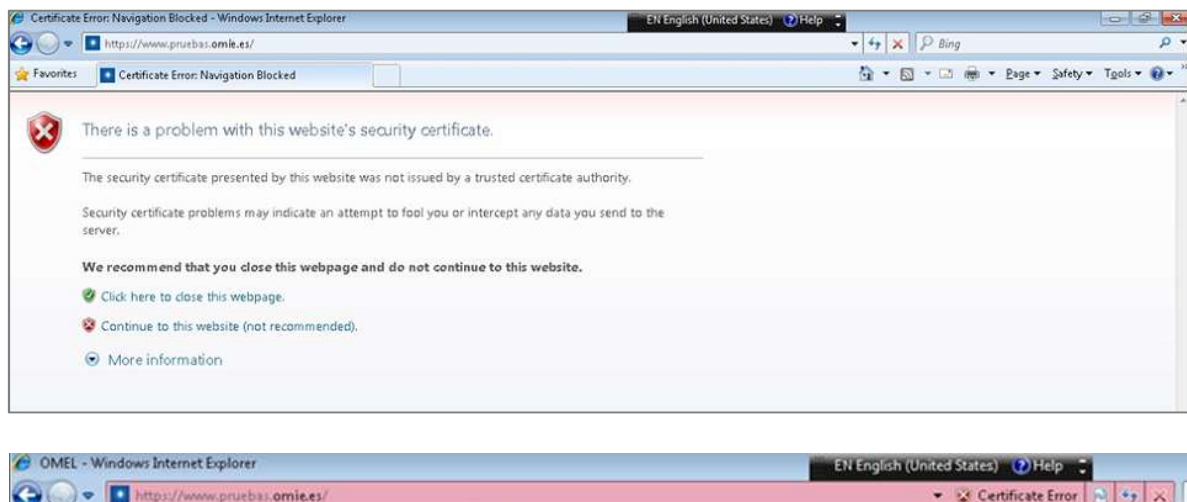 Certificate Error: Navigation Blocked - Windows Internet Explorer
EN English (United States) Help
https://www.pruebas.omie.es/
Bing
Favorites
Certificate Error: Navigation Blocked
Page Safety Tools
There is a problem with this website's security certificate.
The security certificate presented by this website was not issued by a trusted certificate authority.
Security certificate problems may indicate an attempt to fool you or intercept any data you send to the
server.
We recommend that you close this webpage and do not continue to this website.
Click here to close this webpage.
Continue to this website (not recommended).
More information
OMEL - Windows Internet Explorer
EN English (United States) Help
https://www.pruebas.omie.es/
Certificate Error